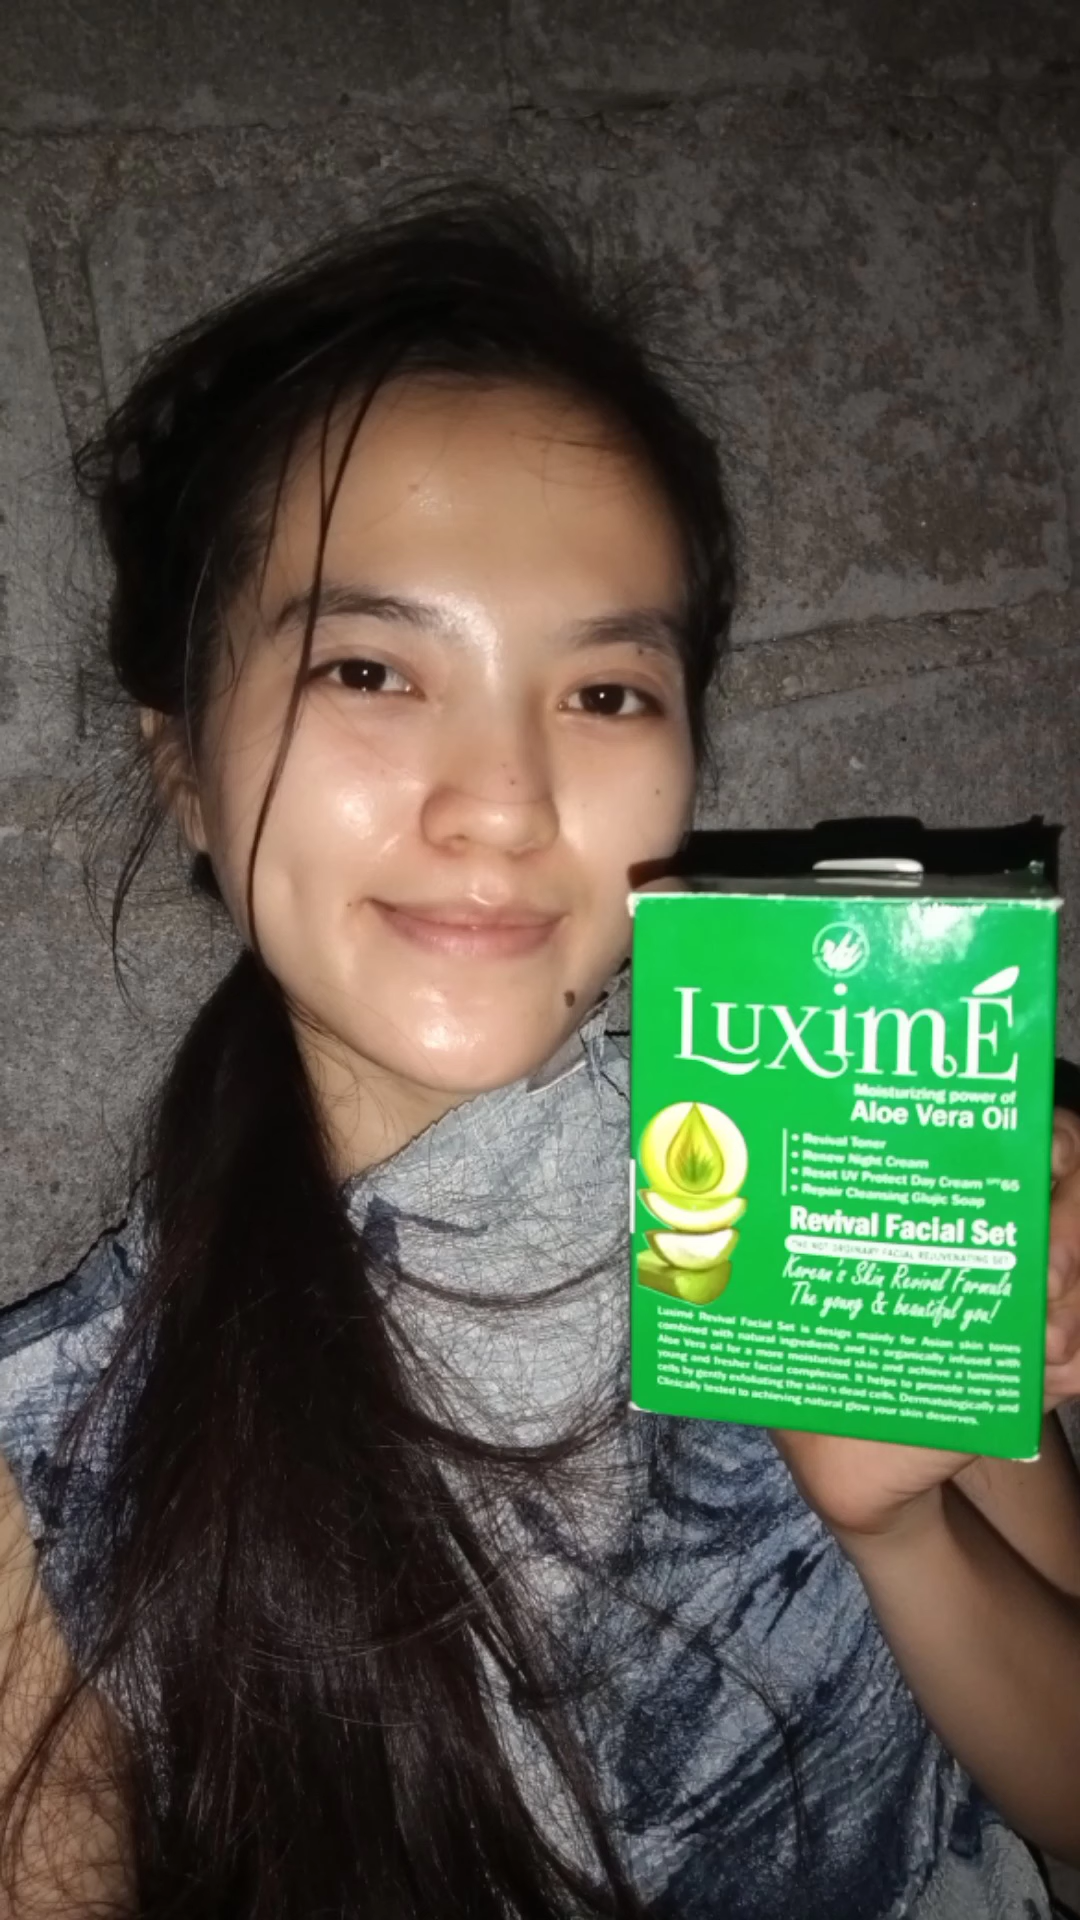 LuximÉ
Moisturizing power of
Aloe Vera Oil
• Revival Toner
• Renew Night Cream
• Reset UV Protect Day Cream SPF65
• Repair Cleansing Glujic Soap
Revival Facial Set
THE NOT ORDINARY FACIAL REJUVENATING SET
Korean's Skin Revival Formula
The young & beautiful you!
Luximé Revival Facial Set is design mainly for Asian skin tones
combined with natural ingredients and is organically infused with
Aloe Vera oil for a more moisturized skin and achieve a luminous
young and fresher facial complexion. It helps to promote new skin
cells by gently exfoliating the skin's dead cells. Dermatologically and
Clinically tested to achieving natural glow your skin deserves.